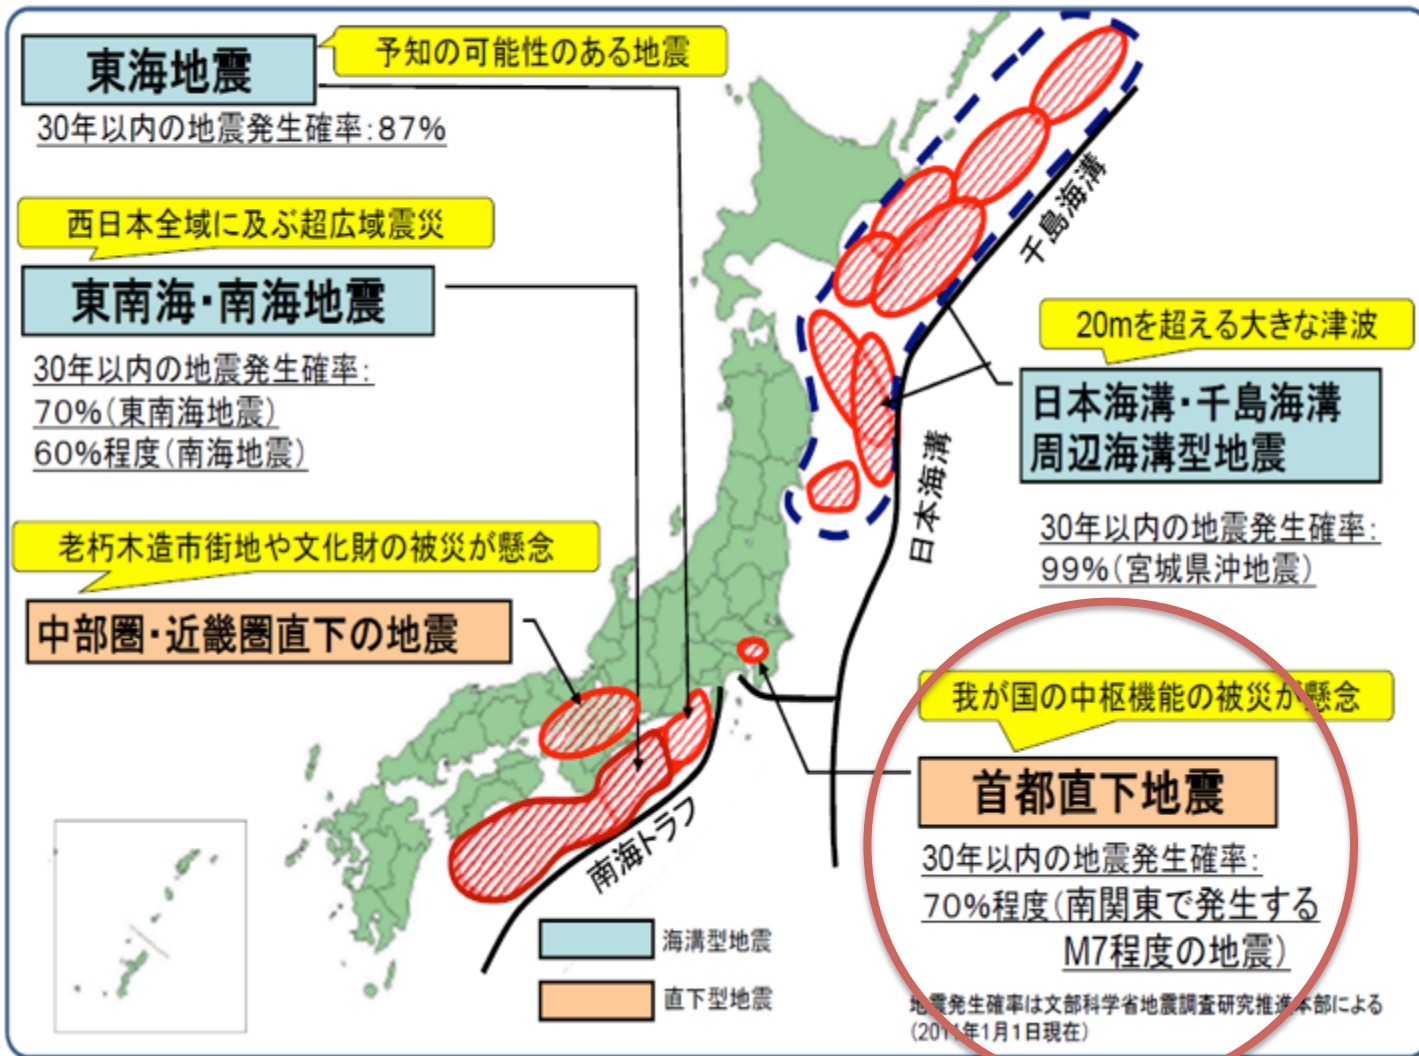 東海地震
予知の可能性のある地震
30年以内の地震発生確率:87%
西日本全域に及ぶ超広域震災
東南海・南海地震
30年以内の地震発生確率:
70%(東南海地震)
60%程度(南海地震)
老朽木造市街地や文化財の被災が懸念
中部圏・近畿圏直下の地震
千島海溝
20mを超える大きな津波
日本海溝・千島海溝
周辺海溝型地震
30年以内の地震発生確率:
99%(宮城県沖地震)
日本海溝
我が国の中枢機能の被災が懸念
首都直下地震
30年以内の地震発生確率:
70%程度(南関東で発生する
M7程度の地震)
南海トラフ
海溝型地震
直下型地震
地震発生確率は文部科学省地震調査研究推進本部による
(2011年1月1日現在)